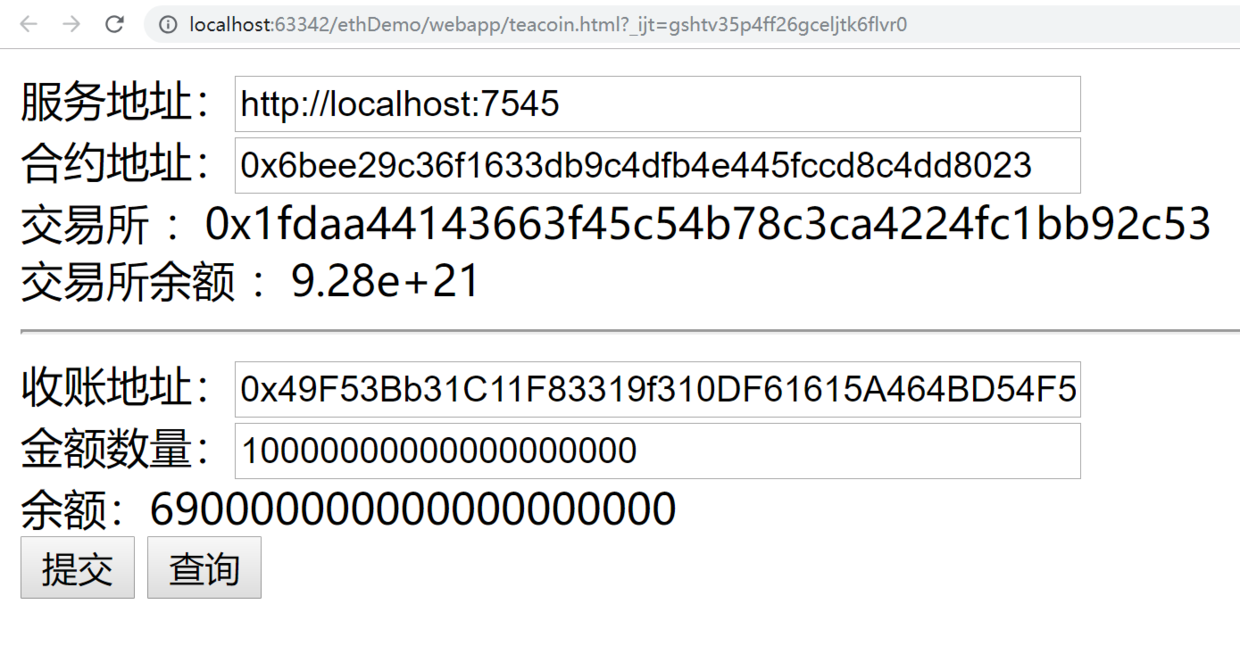 localhost:63342/ethDemo/webapp/teacoin.html?_ijt=gshtv35p4ff26gceljtk6flvr0
服务地址： http://localhost:7545
合约地址： 0x6bee29c36f1633db9c4dfb4e445fccd8c4dd8023
交易所 ： 0x1fdaa44143663f45c54b78c3ca4224fc1bb92c53
交易所余额 ： 9.28e+21
收账地址： 0x49F53Bb31C11F83319f310DF61615A464BD54F5
金额数量： 10000000000000000000
余额： 690000000000000000000
提交 查询